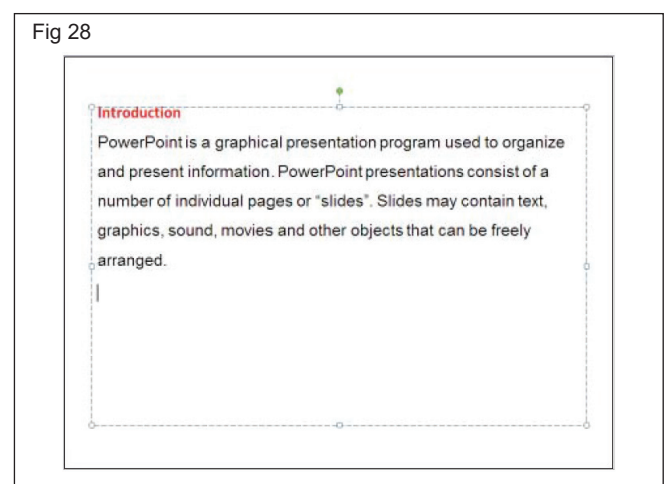 Fig 28
Introduction
PowerPoint is a graphical presentation program used to organize
and present information. PowerPoint presentations consist of a
number of individual pages or “slides”. Slides may contain text,
graphics, sound, movies and other objects that can be freely
arranged.